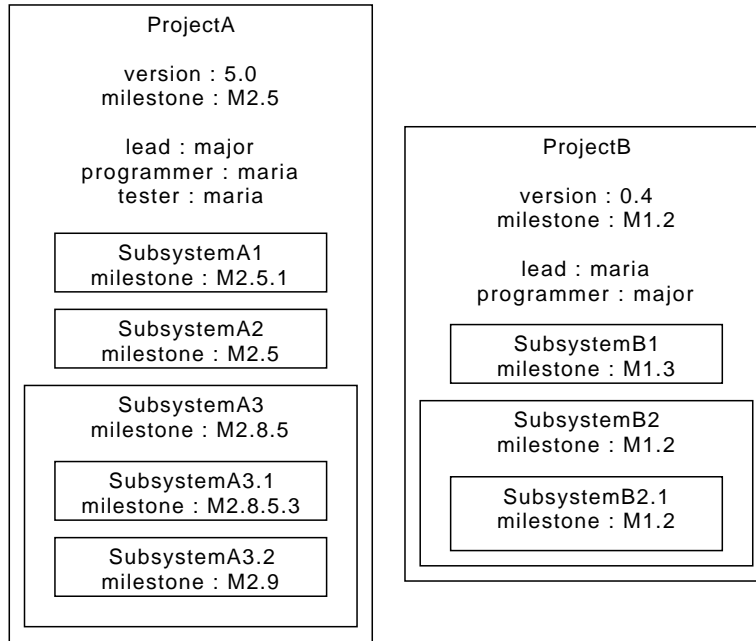 ProjectA
version : 5.0
milestone : M2.5
lead : major
programmer : maria
tester : maria
SubsystemA1
milestone : M2.5.1
SubsystemA2
milestone : M2.5
SubsystemA3
milestone : M2.8.5
SubsystemA3.1
milestone : M2.8.5.3
SubsystemA3.2
milestone : M2.9
ProjectB
version : 0.4
milestone : M1.2
lead : maria
programmer : major
SubsystemB1
milestone : M1.3
SubsystemB2
milestone : M1.2
SubsystemB2.1
milestone : M1.2